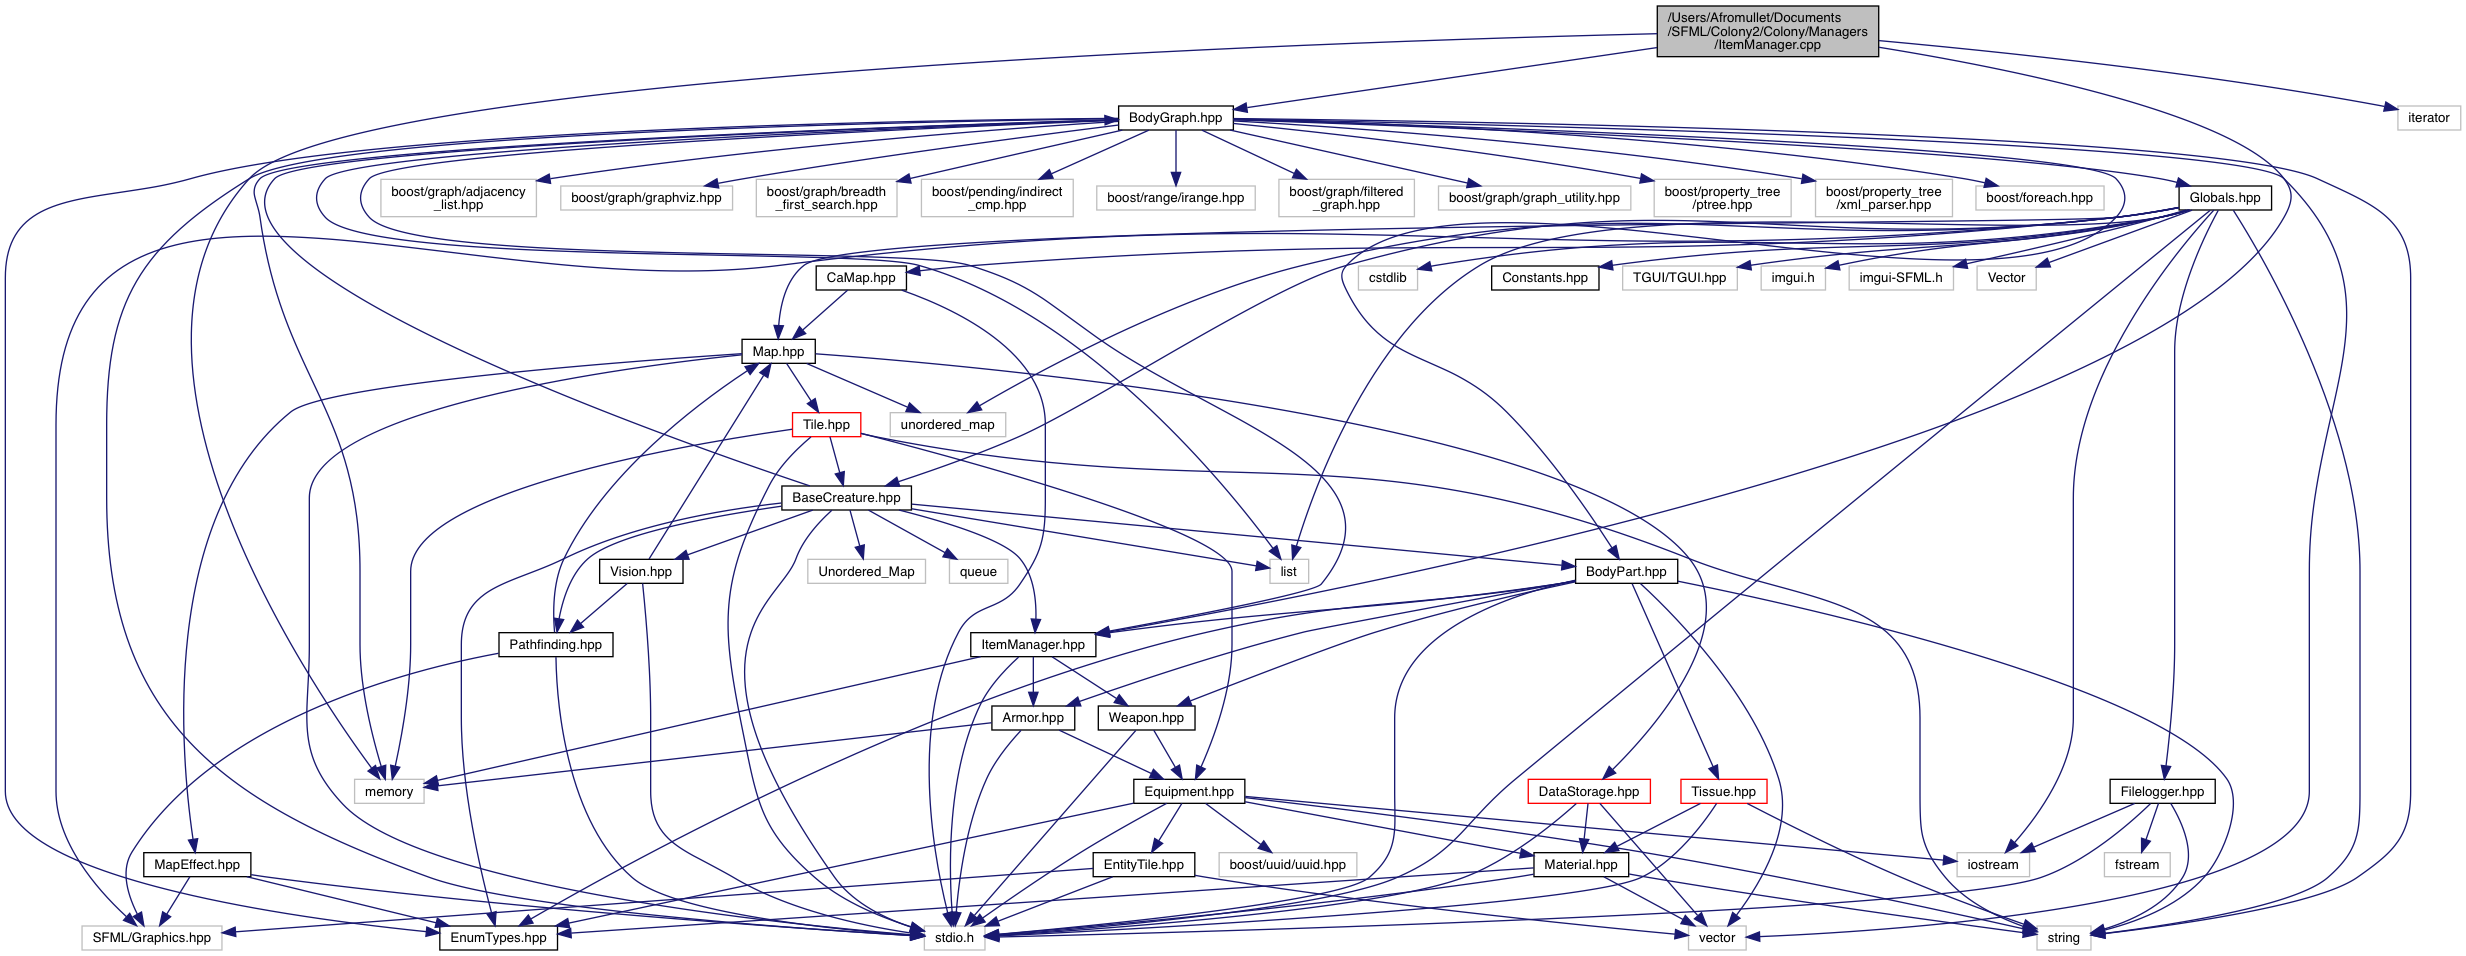 /Users/Afromullet/Documents
/SFML/Colony2/Colony/Managers
/ItemManager.cpp
BodyGraph.hpp
iterator
boost/graph/adjacency
_list.hpp
boost/graph/graphviz.hpp
boost/graph/breadth
_first_search.hpp
boost/pending/indirect
_cmp.hpp
boost/range/irange.hpp
boost/graph/filtered
_graph.hpp
boost/graph/graph_utility.hpp
boost/property_tree
/ptree.hpp
boost/property_tree
/xml_parser.hpp
boost/foreach.hpp
Globals.hpp
CaMap.hpp
cstdlib
Constants.hpp
TGUI/TGUI.hpp
imgui.h
imgui-SFML.h
Vector
Map.hpp
Tile.hpp
unordered_map
BaseCreature.hpp
Vision.hpp
Unordered_Map
queue
list
BodyPart.hpp
Pathfinding.hpp
ItemManager.hpp
Armor.hpp
Weapon.hpp
memory
Equipment.hpp
DataStorage.hpp
Tissue.hpp
Filelogger.hpp
MapEffect.hpp
EntityTile.hpp
boost/uuid/uuid.hpp
Material.hpp
iostream
fstream
SFML/Graphics.hpp
EnumTypes.hpp
stdio.h
vector
string